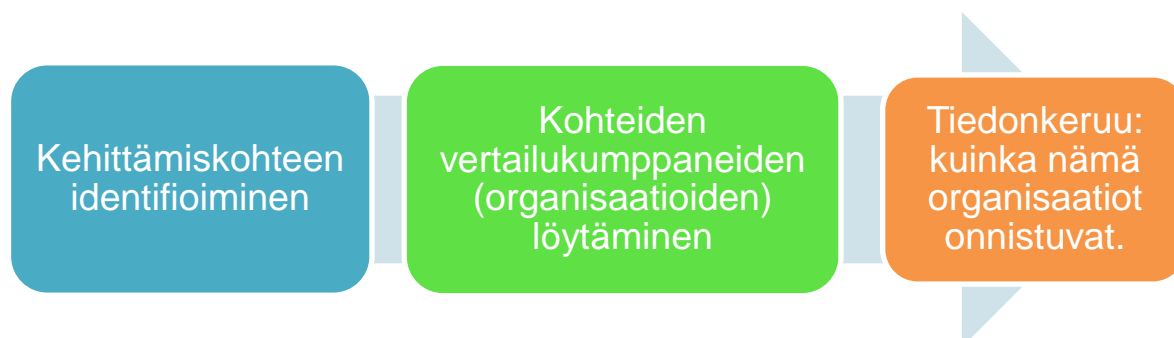 Kehittämiskohteen
identifioiminen
Kohteiden
vertailukumppaneiden
(organisaatioiden)
löytäminen
Tiedonkeruu:
kuinka nämä
organisaatiot
onnistuvat.